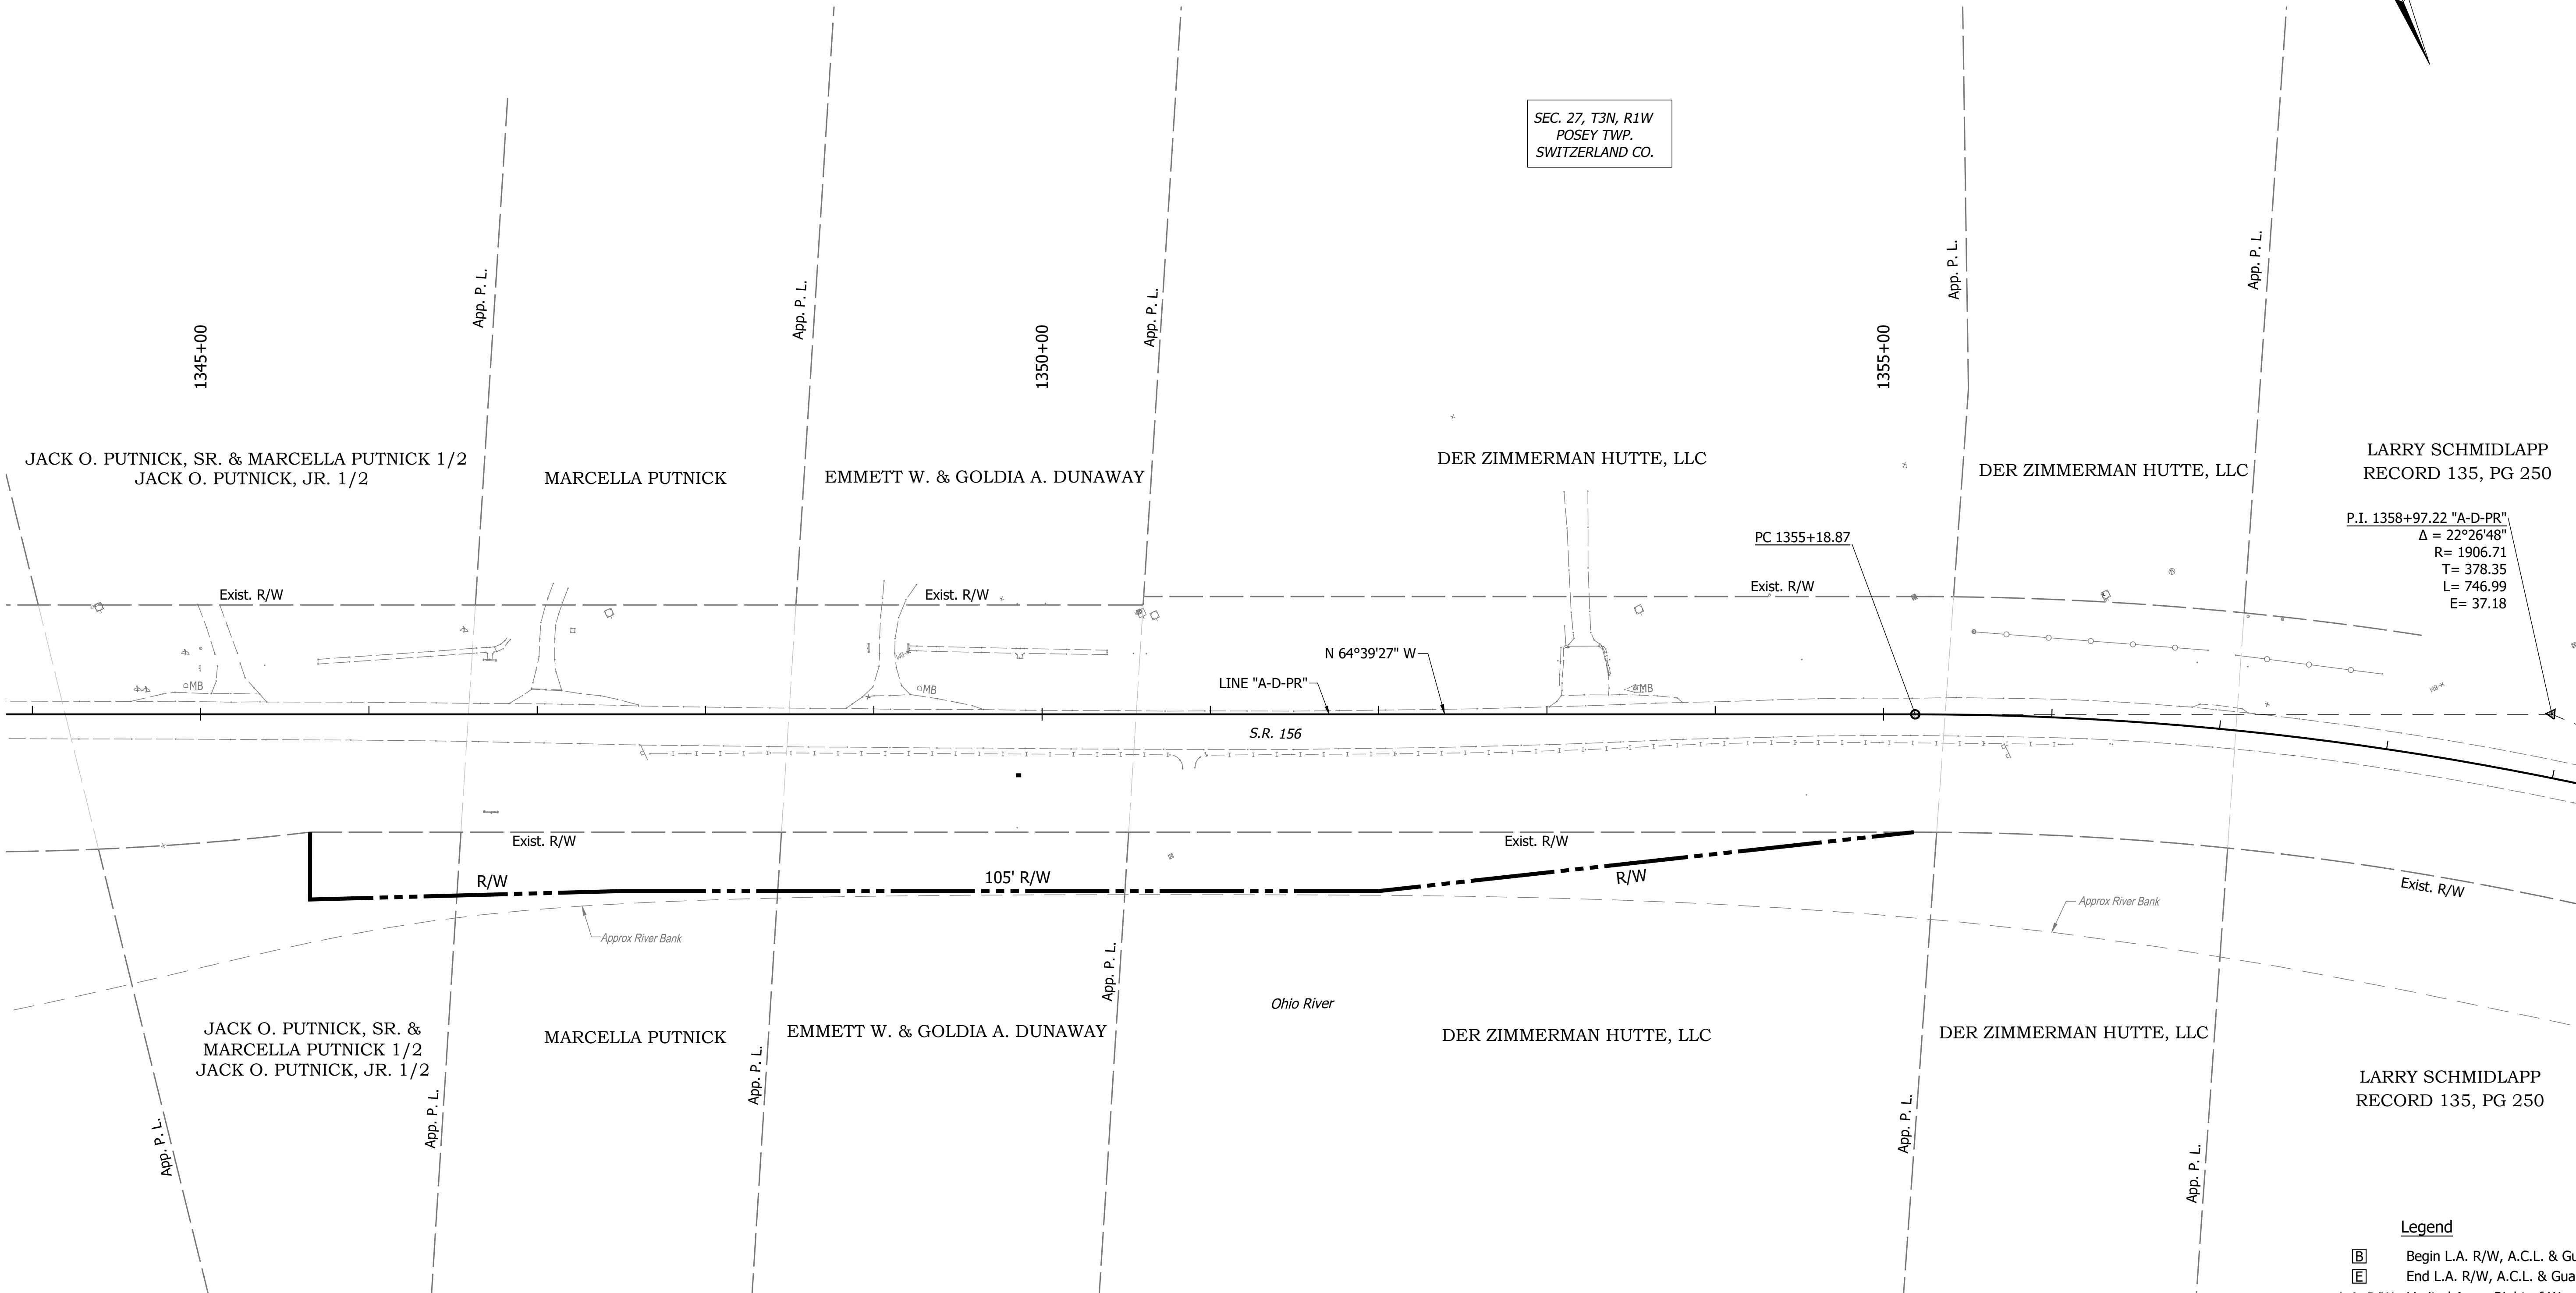 SEC. 27, T3N, R1W
POSEY TWP.
SWITZERLAND CO.
App. P. L.
App. P. L.
App. P. L.
App. P. L.
App. P. L.
1345+00
1350+00
1355+00
JACK O. PUTNICK, SR. & MARCELLA PUTNICK 1/2
JACK O. PUTNICK, JR. 1/2
MARCELLA PUTNICK
EMMETT W. & GOLDIA A. DUNAWAY
DER ZIMMERMAN HUTTE, LLC
DER ZIMMERMAN HUTTE, LLC
LARRY SCHMIDLAPP
RECORD 135, PG 250
P.I. 1358+97.22 "A-D-PR"
Δ = 22°26'48"
R= 1906.71
T= 378.35
L= 746.99
E= 37.18
PC 1355+18.87
Exist. R/W
Exist. R/W
Exist. R/W
N 64°39'27" W
LINE "A-D-PR"
MB
MB
MB
S.R. 156
Exist. R/W
Exist. R/W
Exist. R/W
R/W
105' R/W
R/W
Approx River Bank
Approx River Bank
Ohio River
JACK O. PUTNICK, SR. &
MARCELLA PUTNICK 1/2
JACK O. PUTNICK, JR. 1/2
MARCELLA PUTNICK
EMMETT W. & GOLDIA A. DUNAWAY
DER ZIMMERMAN HUTTE, LLC
DER ZIMMERMAN HUTTE, LLC
LARRY SCHMIDLAPP
RECORD 135, PG 250
App. P. L.
App. P. L.
App. P. L.
App. P. L.
App. P. L.
App. P. L.
Legend
B Begin L.A. R/W, A.C.L. & Gu
E End L.A. R/W, A.C.L. & Gua